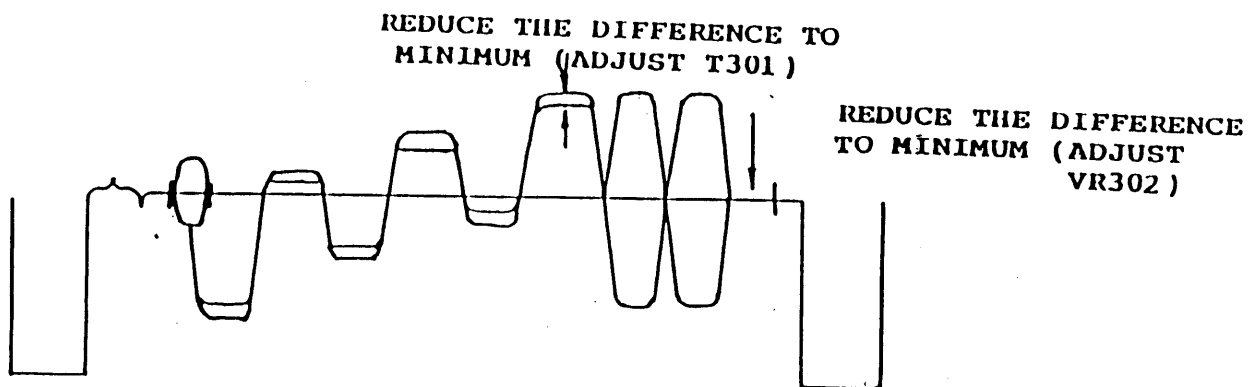 REDUCE THE DIFFERENCE TO
MINIMUM (ADJUST T301)
REDUCE THE DIFFERENCE
TO MINIMUM (ADJUST
VR302)